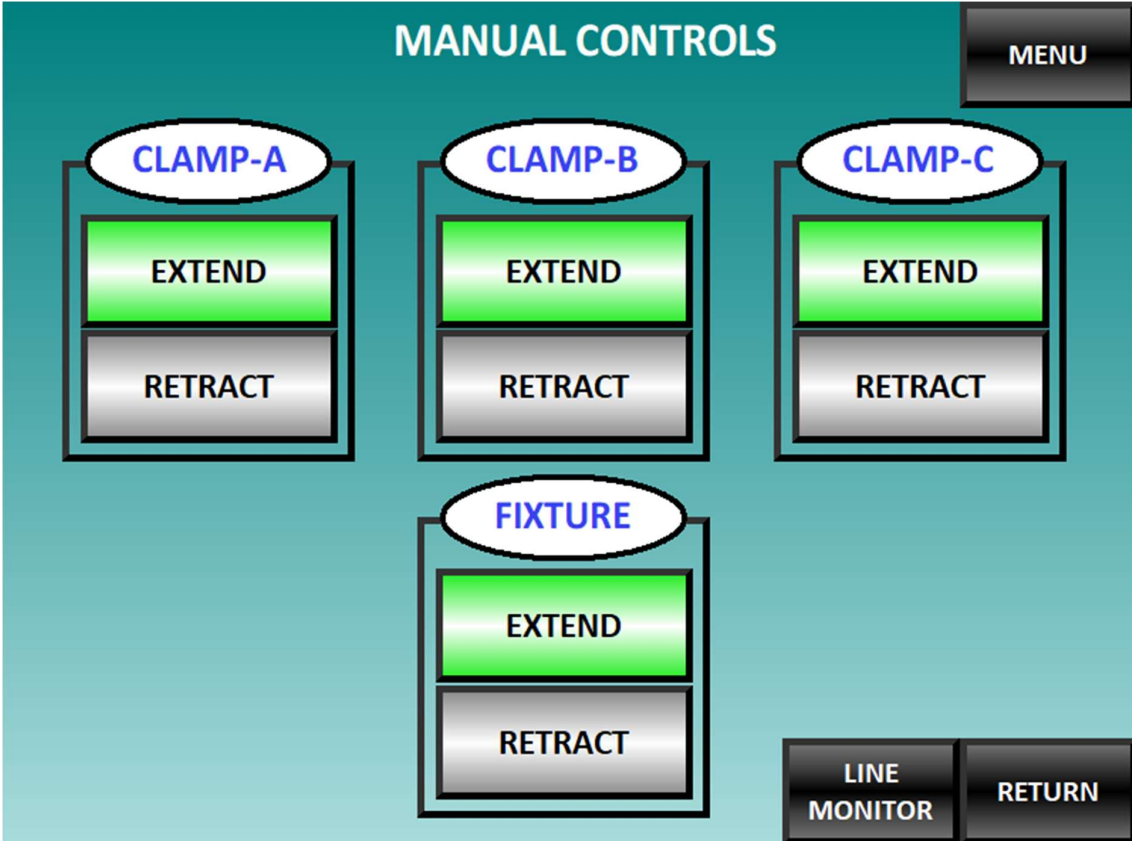 MANUAL CONTROLS
MENU
CLAMP-A
EXTEND
RETRACT
CLAMP-B
EXTEND
RETRACT
CLAMP-C
EXTEND
RETRACT
FIXTURE
EXTEND
RETRACT
LINE
MONITOR
RETURN